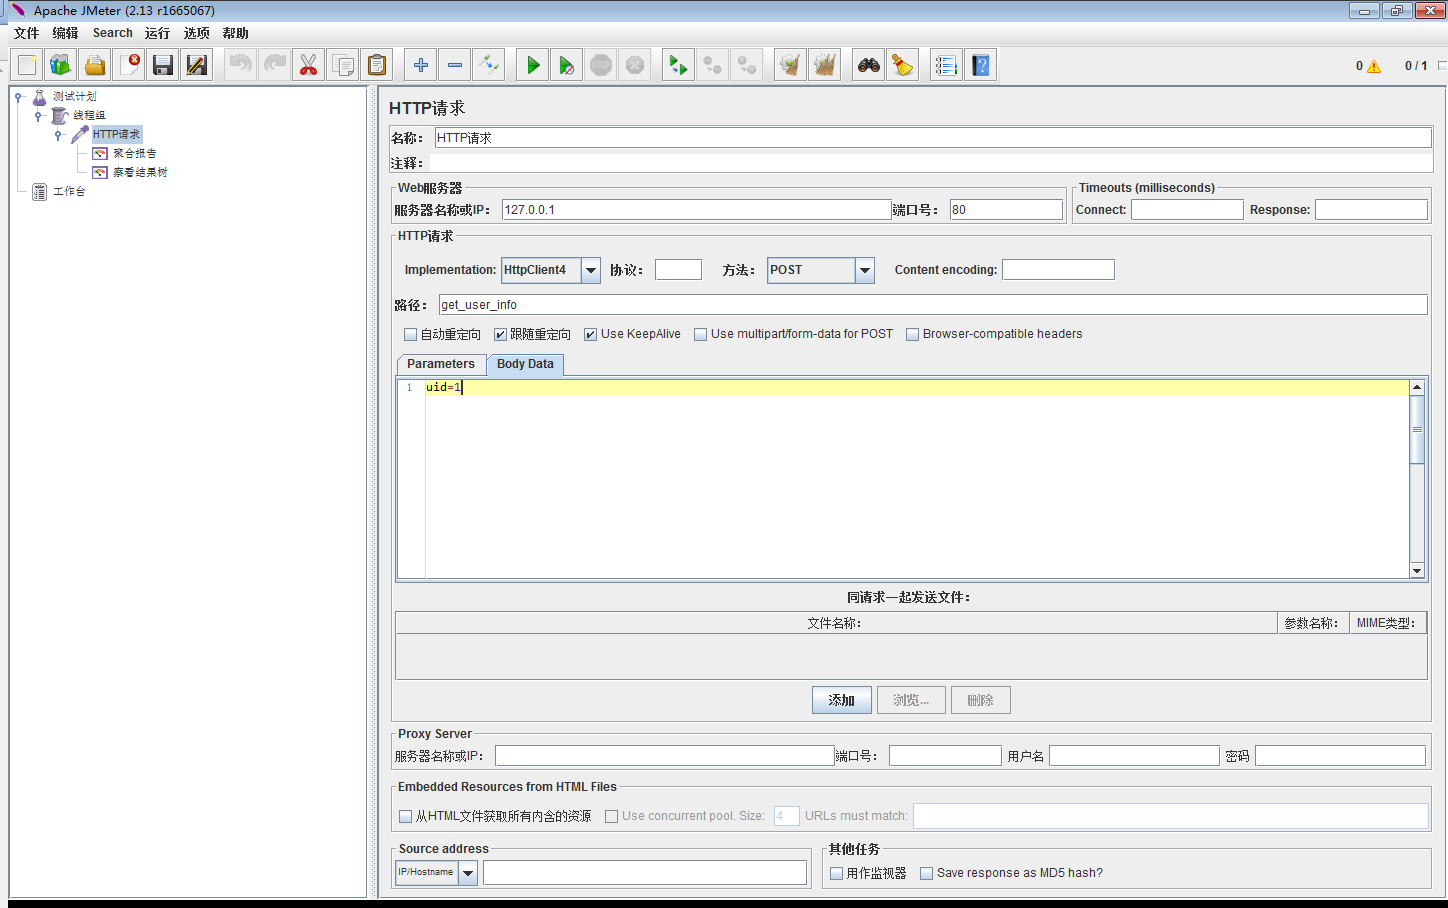 Apache JMeter (2.13 r1665067)
文件 编辑 Search 运行 选项 帮助
STOP
0 0 / 1
测试计划
线程组
HTTP请求
聚合报告
察看结果树
工作台
HTTP请求
名称： HTTP请求
注释：
Web服务器
服务器名称或IP： 127.0.0.1 端口号： 80
Timeouts (milliseconds)
Connect: Response:
HTTP请求
Implementation: HttpClient4 协议： 方法： POST Content encoding:
路径： get_user_info
自动重定向 跟随重定向 Use KeepAlive Use multipart/form-data for POST Browser-compatible headers
Parameters Body Data
1 uid=1
同请求一起发送文件：
文件名称： 参数名称： MIME类型：
添加 浏览... 删除
Proxy Server
服务器名称或IP： 端口号： 用户名 密码
Embedded Resources from HTML Files
从HTML文件获取所有内含的资源 Use concurrent pool. Size: 4 URLs must match:
Source address
IP/Hostname
其他任务
用作监视器 Save response as MD5 hash?